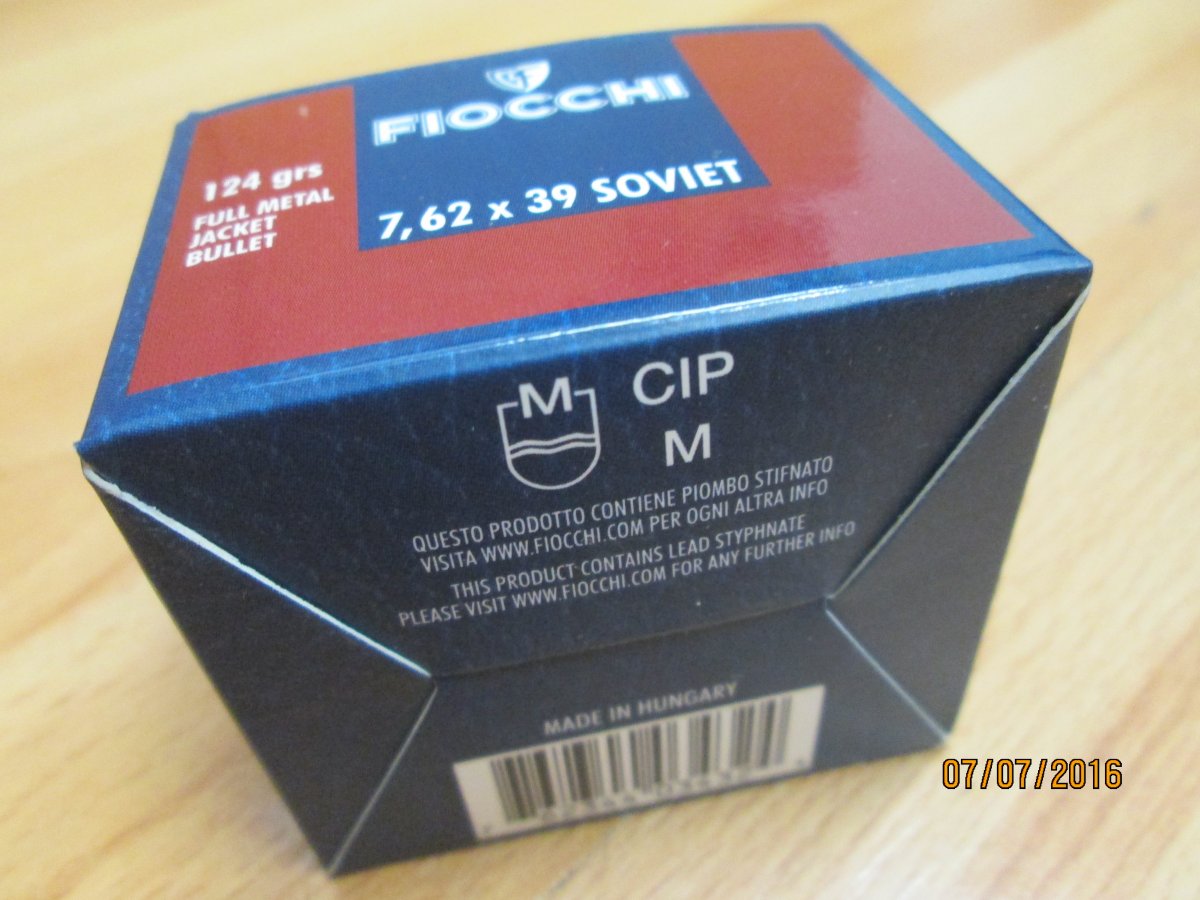 FIOCCHI
7,62 x 39 SOVIET
124 grs
FULL METAL
JACKET
BULLET
M
CIP
M
QUESTO PRODOTTO CONTIENE PIOMBO STIFNATO
VISITA WWW.FIOCCHI.COM PER OGNI ALTRA INFO
THIS PRODUCT CONTAINS LEAD STYPHNATE
PLEASE VISIT WWW.FIOCCHI.COM FOR ANY FURTHER INFO
MADE IN HUNGARY
07/07/2016